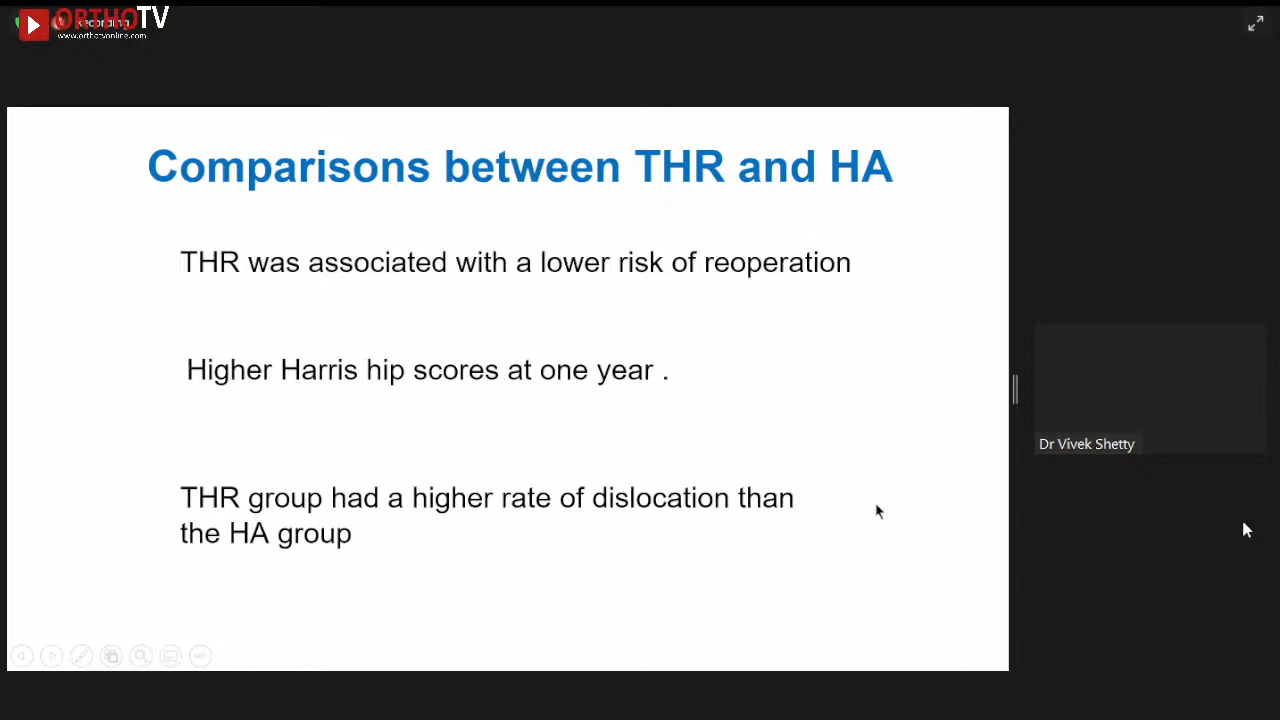 ORTHOTV
Recording
www.orthotvonline.com
Comparisons between THR and HA
THR was associated with a lower risk of reoperation
Higher Harris hip scores at one year .
THR group had a higher rate of dislocation than
the HA group
Dr Vivek Shetty